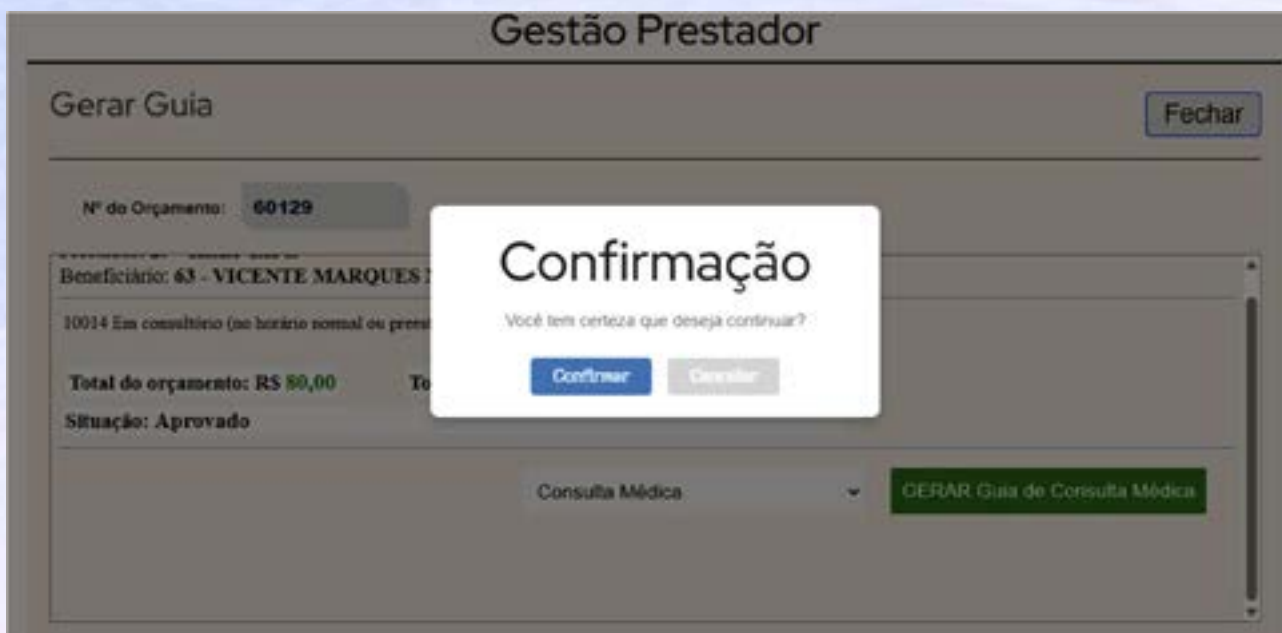 Gestão Prestador
Gerar Guia
Fechar
Nº do Orçamento: 60129
Beneficiário: 63 - VICENTE MARQUES
10014 Em consultório (no horário normal ou
Total do orçamento: R$ 80,00 To
Situação: Aprovado
Confirmação
Você tem certeza que deseja continuar?
Confirmar Cancelar
Consulta Médica GERAR Guia de Consulta Médica